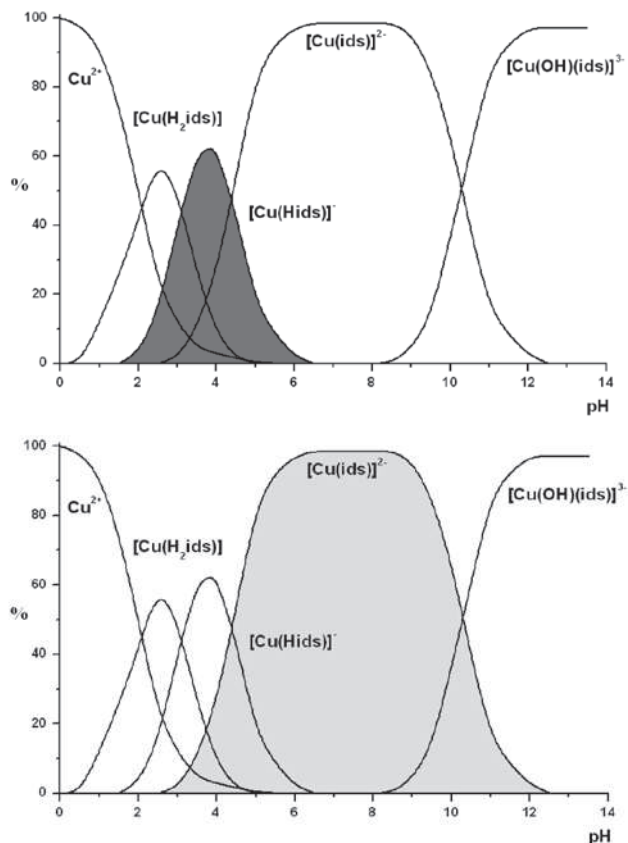 100
[Cu(ids)]²⁻
Cu²⁺
[Cu(OH)(ids)]³⁻
80
[Cu(H₂ids)]
60
%
[Cu(Hids)]⁻
40
20
0
0 2 4 6 8 10 12 14
pH
100
[Cu(ids)]²⁻
Cu²⁺
[Cu(OH)(ids)]³⁻
80
[Cu(H₂ids)]
60
%
[Cu(Hids)]⁻
40
20
0
0 2 4 6 8 10 12 14
pH